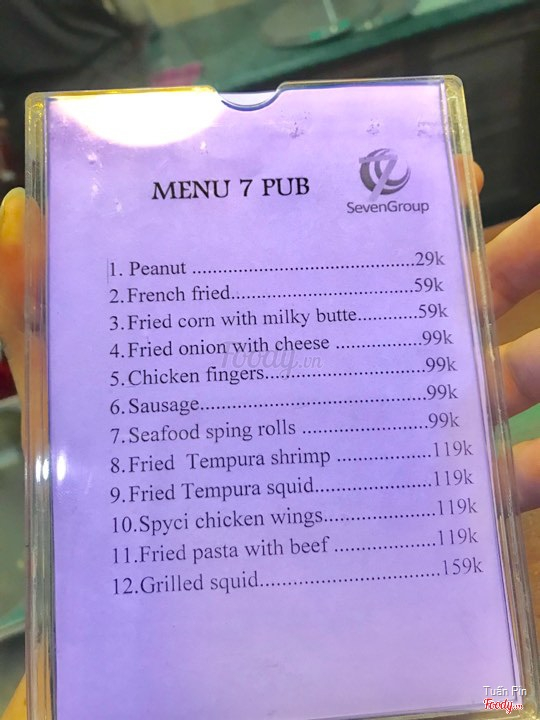 MENU 7 PUB
SevenGroup
1. Peanut ..........................................29k
2.French fried..................................59k
3.Fried corn with milky butte............59k
4.Fried onion with cheese .................99k
5.Chicken fingers..............................99k
6.Sausage..........................................99k
7.Seafood sping rolls ........................99k
8.Fried Tempura shrimp ..................119k
9.Fried Tempura squid.....................119k
10.Spyci chicken wings.....................119k
11.Fried pasta with beef ...................119k
12.Grilled squid.................................159k
Foody.vn
Tuấn Pin
Foody.vn